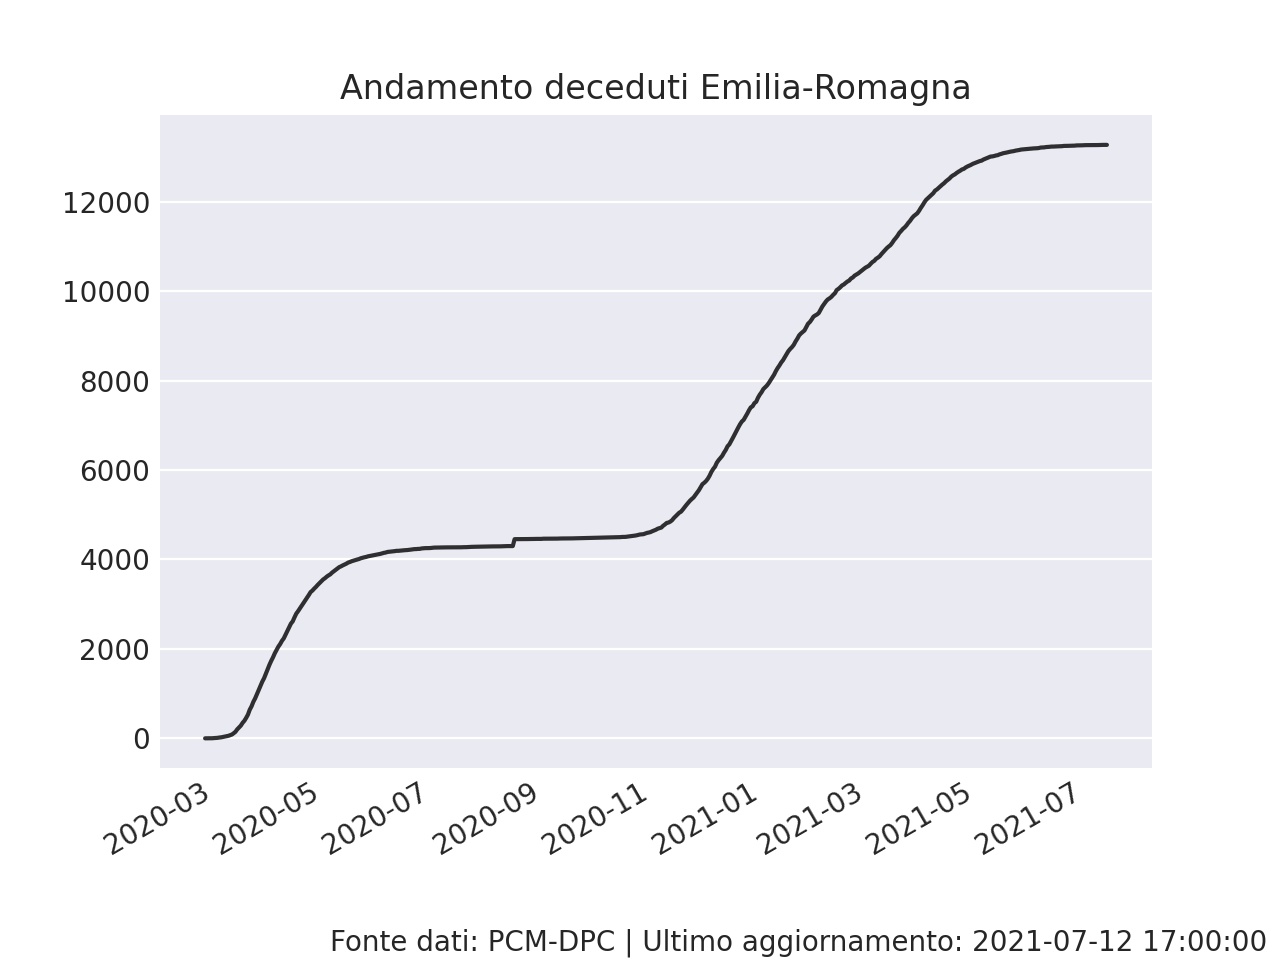 Andamento deceduti Emilia-Romagna
12000
10000
8000
6000
4000
2000
0
2020-03 2020-05 2020-07 2020-09 2020-11 2021-01 2021-03 2021-05 2021-07
Fonte dati: PCM-DPC | Ultimo aggiornamento: 2021-07-12 17:00:00